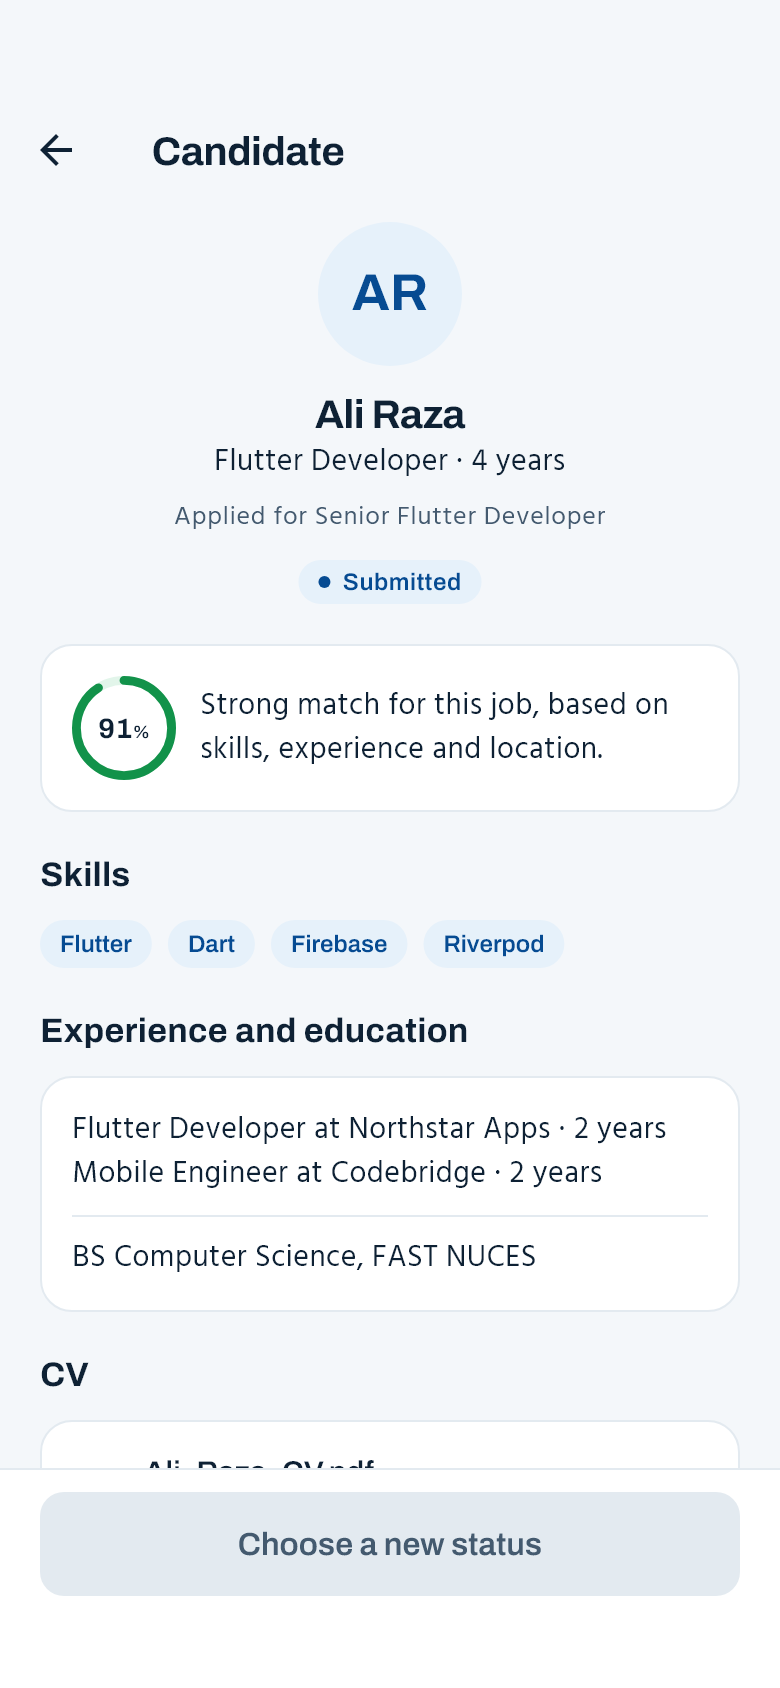 Candidate
AR
Ali Raza
Flutter Developer · 4 years
Applied for Senior Flutter Developer
Submitted
91%
Strong match for this job, based on
skills, experience and location.
Skills
Flutter Dart Firebase Riverpod
Experience and education
Flutter Developer at Northstar Apps · 2 years
Mobile Engineer at Codebridge · 2 years
BS Computer Science, FAST NUCES
CV
Ali_Raza_CV.pdf
Choose a new status